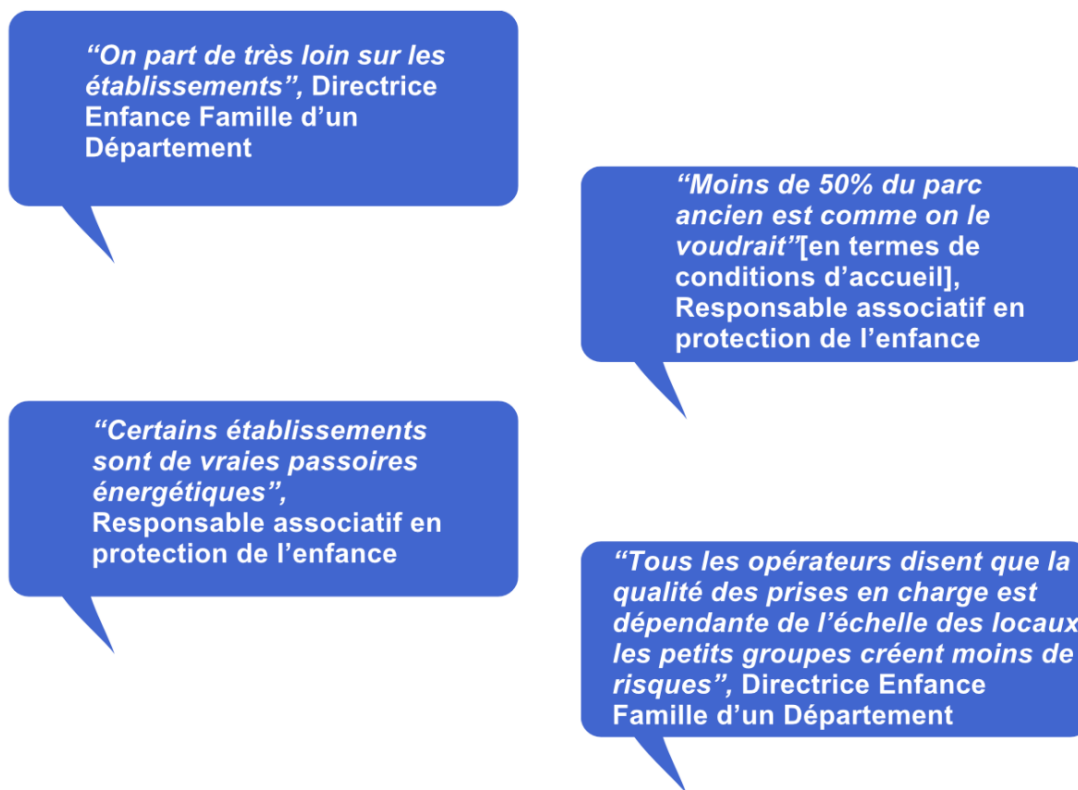 “On part de très loin sur les
établissements”, Directrice
Enfance Famille d’un
Département
“Moins de 50% du parc
ancien est comme on le
voudrait”[en termes de
conditions d’accueil],
Responsable associatif en
protection de l’enfance
“Certains établissements
sont de vraies passoires
énergétiques”,
Responsable associatif en
protection de l’enfance
“Tous les opérateurs disent que la
qualité des prises en charge est
dépendante de l’échelle des locaux
les petits groupes créent moins de
risques”, Directrice Enfance
Famille d’un Département